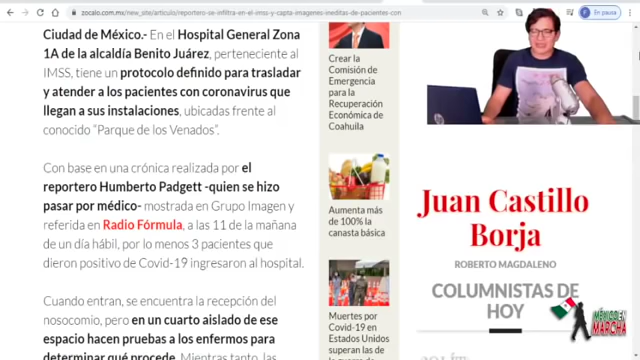 zocalo.com.mx/new_site/articulo/reportero-se-infiltra-en-el-imss-y-capta-imagenes-ineditas-de-pacientes-con
En pausa
Ciudad de México.- En el Hospital General Zona
1A de la alcaldía Benito Juárez, perteneciente al
IMSS, tiene un protocolo definido para trasladar
y atender a los pacientes con coronavirus que
llegan a sus instalaciones, ubicadas frente al
conocido “Parque de los Venados”.
Con base en una crónica realizada por el
reportero Humberto Padgett -quien se hizo
pasar por médico- mostrada en Grupo Imagen y
referida en Radio Fórmula, a las 11 de la mañana
de un día hábil, por lo menos 3 pacientes que
dieron positivo de Covid-19 ingresaron al hospital.
Cuando entran, se encuentra la recepción del
nosocomio, pero en un cuarto aislado de ese
espacio hacen pruebas a los enfermos para
determinar qué procede. Mientras tanto, las
Crear la
Comisión de
Emergencia
para la
Recuperación
Económica de
Coahuila
Aumenta más
de 100% la
canasta básica
Muertes por
Covid-19 en
Estados Unidos
superan las de
Juan Castillo
Borja
ROBERTO MAGDALENO
COLUMNISTAS DE
HOY
MÉXICO EN
MARCHA